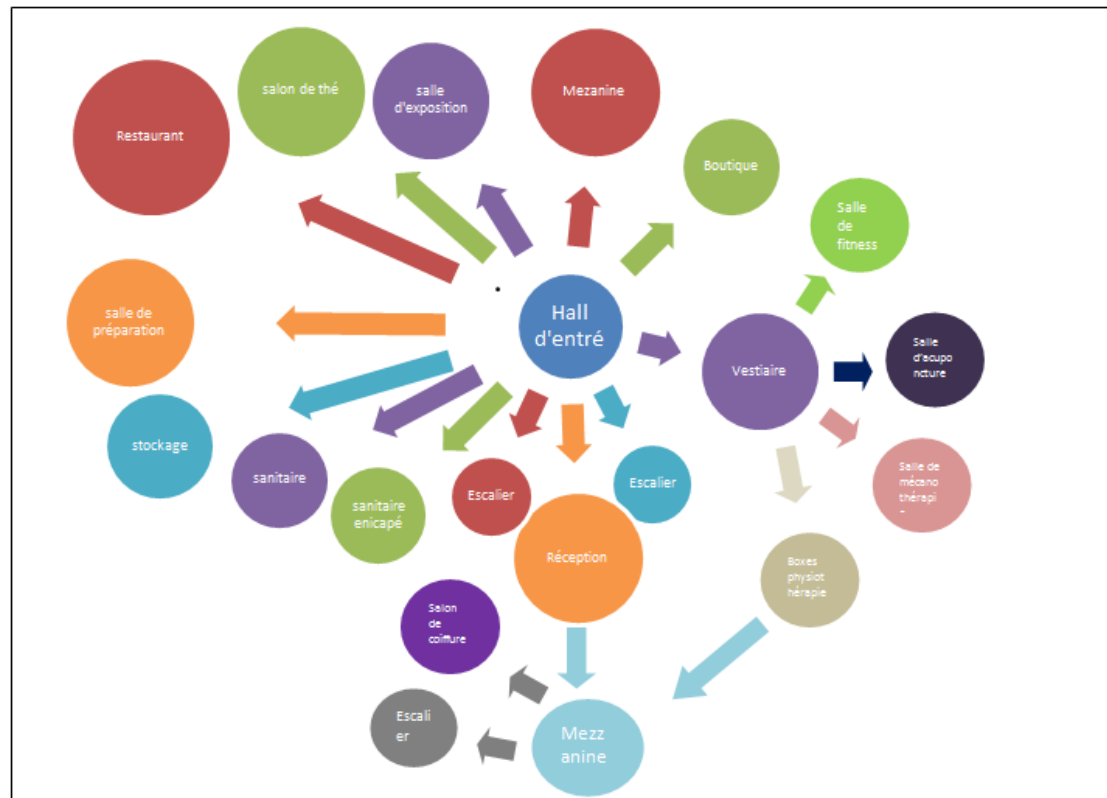 Restaurant
salon de thé
salle
d'exposition
Mezanine
Boutique
Salle
de
fitness
salle de
préparation
Hall
d'entré
Vestiaire
Salle
d'acupo
ncture
stockage
sanitaire
sanitaire
enicapé
Escalier
Escalier
Salle de
mécano
thérapi
Réception
Boxes
physiot
hérapie
Salon
de
coiffure
Escali
er
Mezz
anine